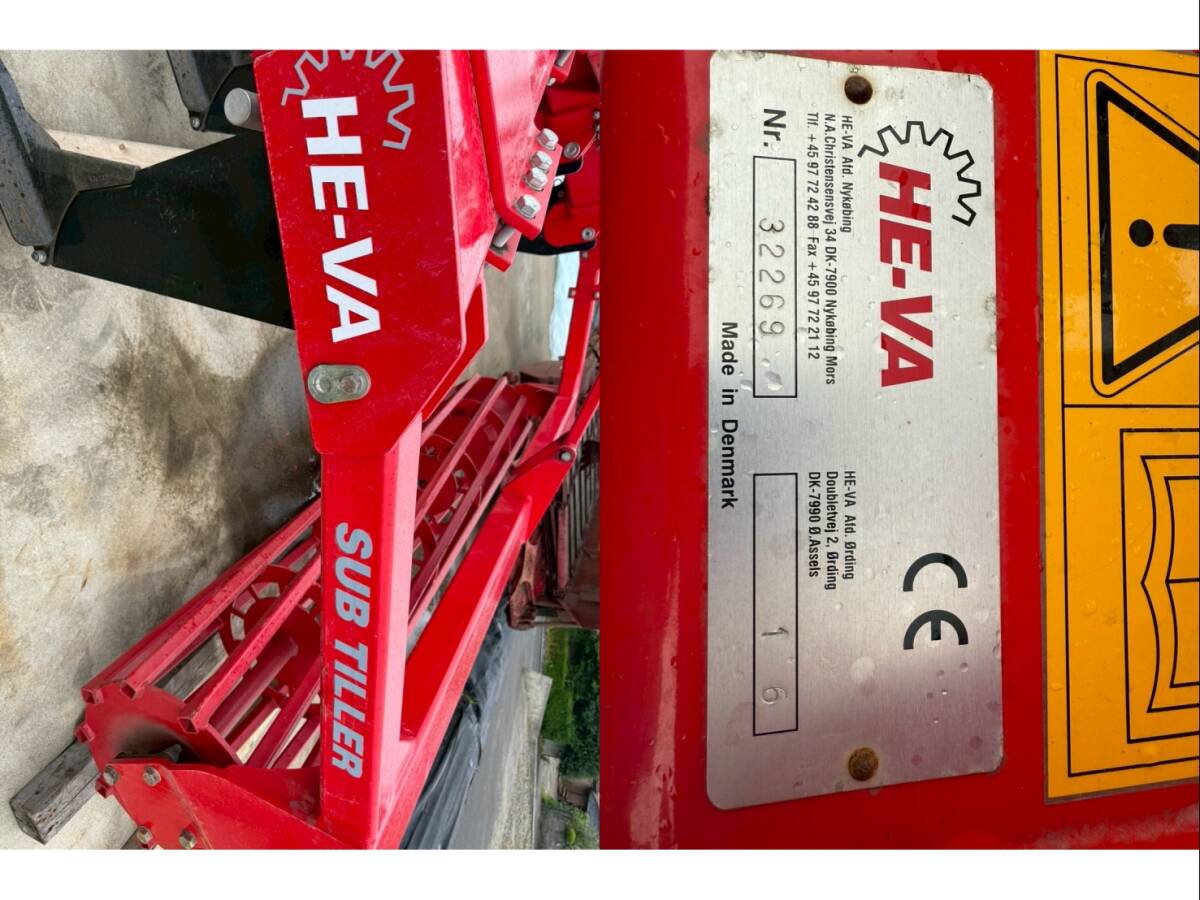 HE-VA
SUB TILLER
HE-VA
HE-VA Afd. Nykøbing
N.A.Christensensvej 34 DK-7900 Nykøbing Mors
Tlf. +45 97 72 42 88 Fax +45 97 72 21 12
HE-VA Afd. Ørding
Doubletvej 2, Ørding
DK-7990 Ø.Assels
CE
Nr. 32269
16
Made in Denmark